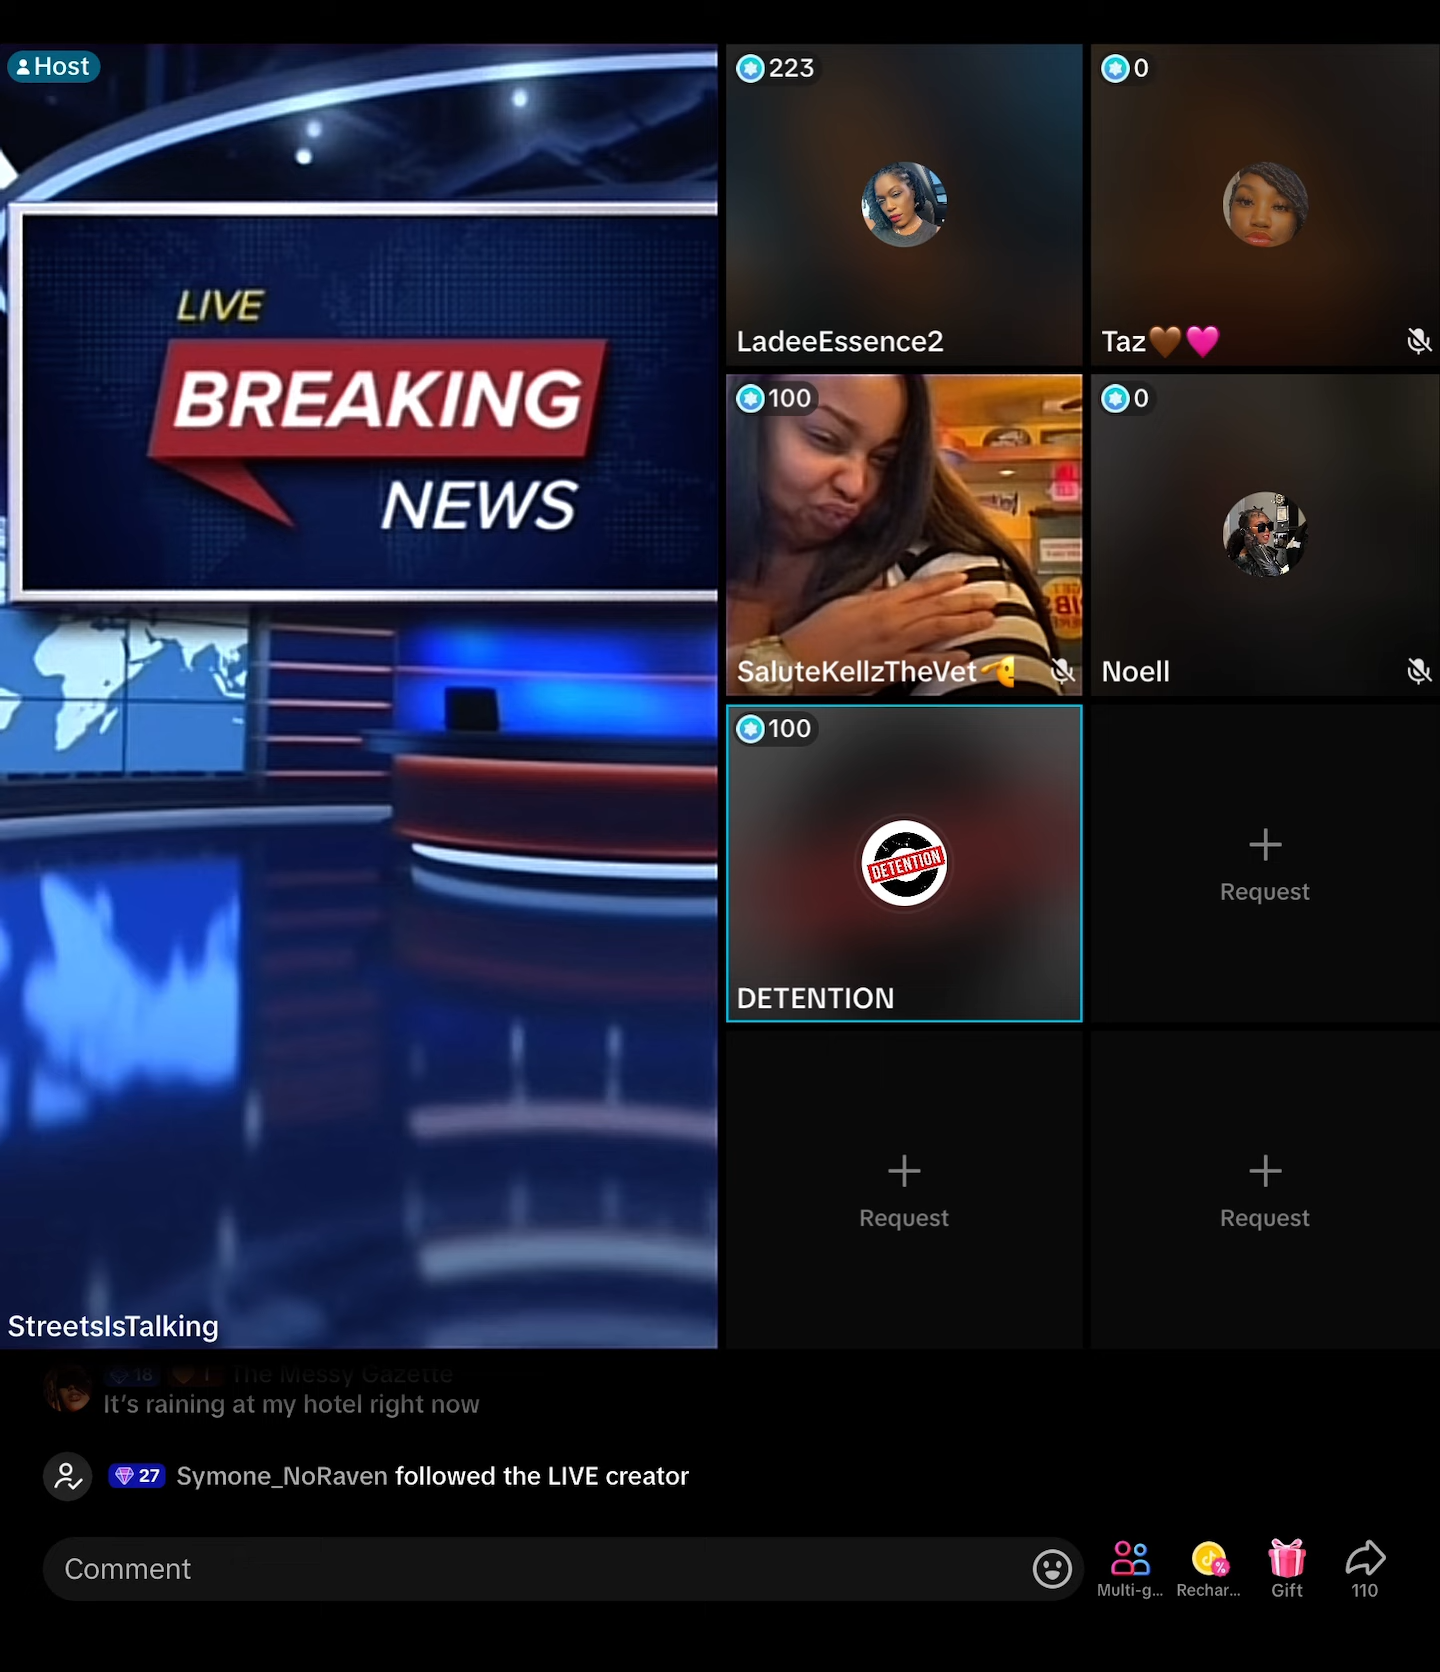 Host
LIVE
BREAKING
NEWS
StreetsIsTalking
223
LadeeEssence2
0
Taz🤎🩷
100
SaluteKellzTheVet🫡
0
Noell
100
DETENTION
DETENTION
+
Request
+
Request
+
Request
18 The Messy Gazette
It’s raining at my hotel right now
27 Symone_NoRaven followed the LIVE creator
Comment
Multi-g...
Rechar...
Gift
110